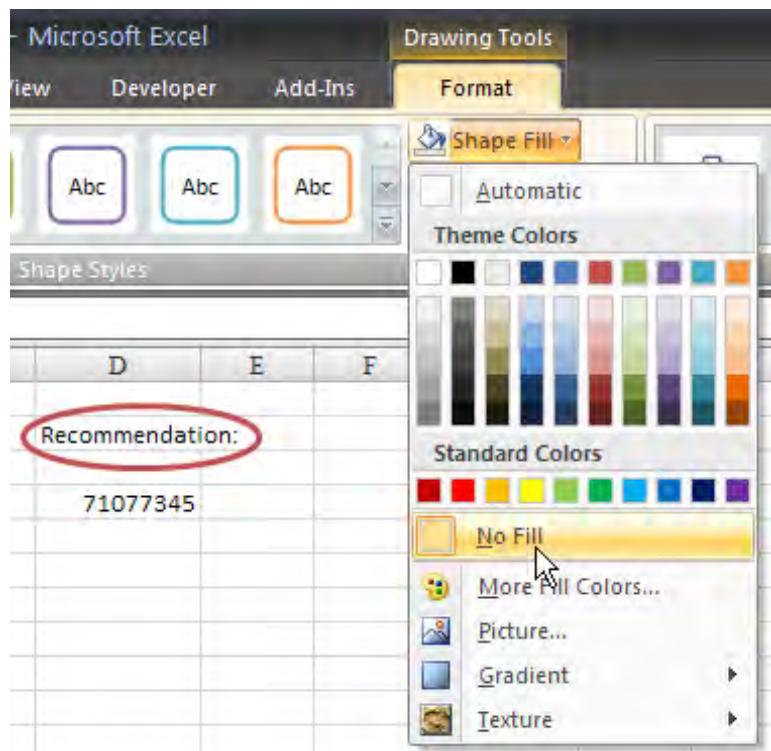 - Microsoft Excel
Drawing Tools
View Developer Add-Ins Format
Abc Abc Abc
Shape Fill
Shape Styles
Automatic
Theme Colors
D E F
Recommendation:
71077345
Standard Colors
No Fill
More Fill Colors...
Picture...
Gradient
Texture